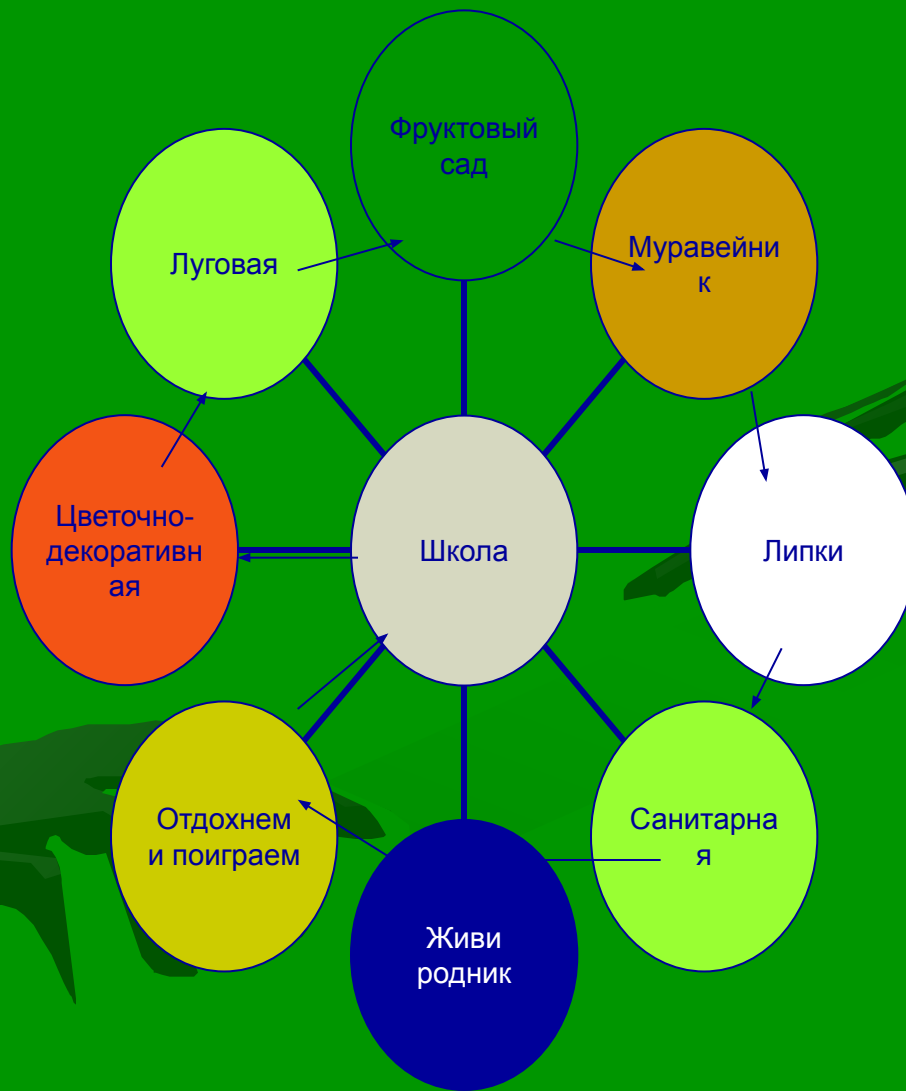 Фруктовый
сад
Луговая
Муравейни
к
Цветочно-
декоративн
ая
Школа
Липки
Отдохнем
и поиграем
Санитарна
я
Живи
родник